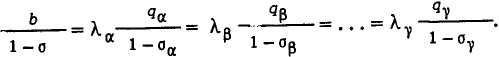 b / (1 − σ) = λ_α q_α / (1 − σ_α) = λ_β q_β / (1 − σ_β) = . . . = λ_γ q_γ / (1 − σ_γ).